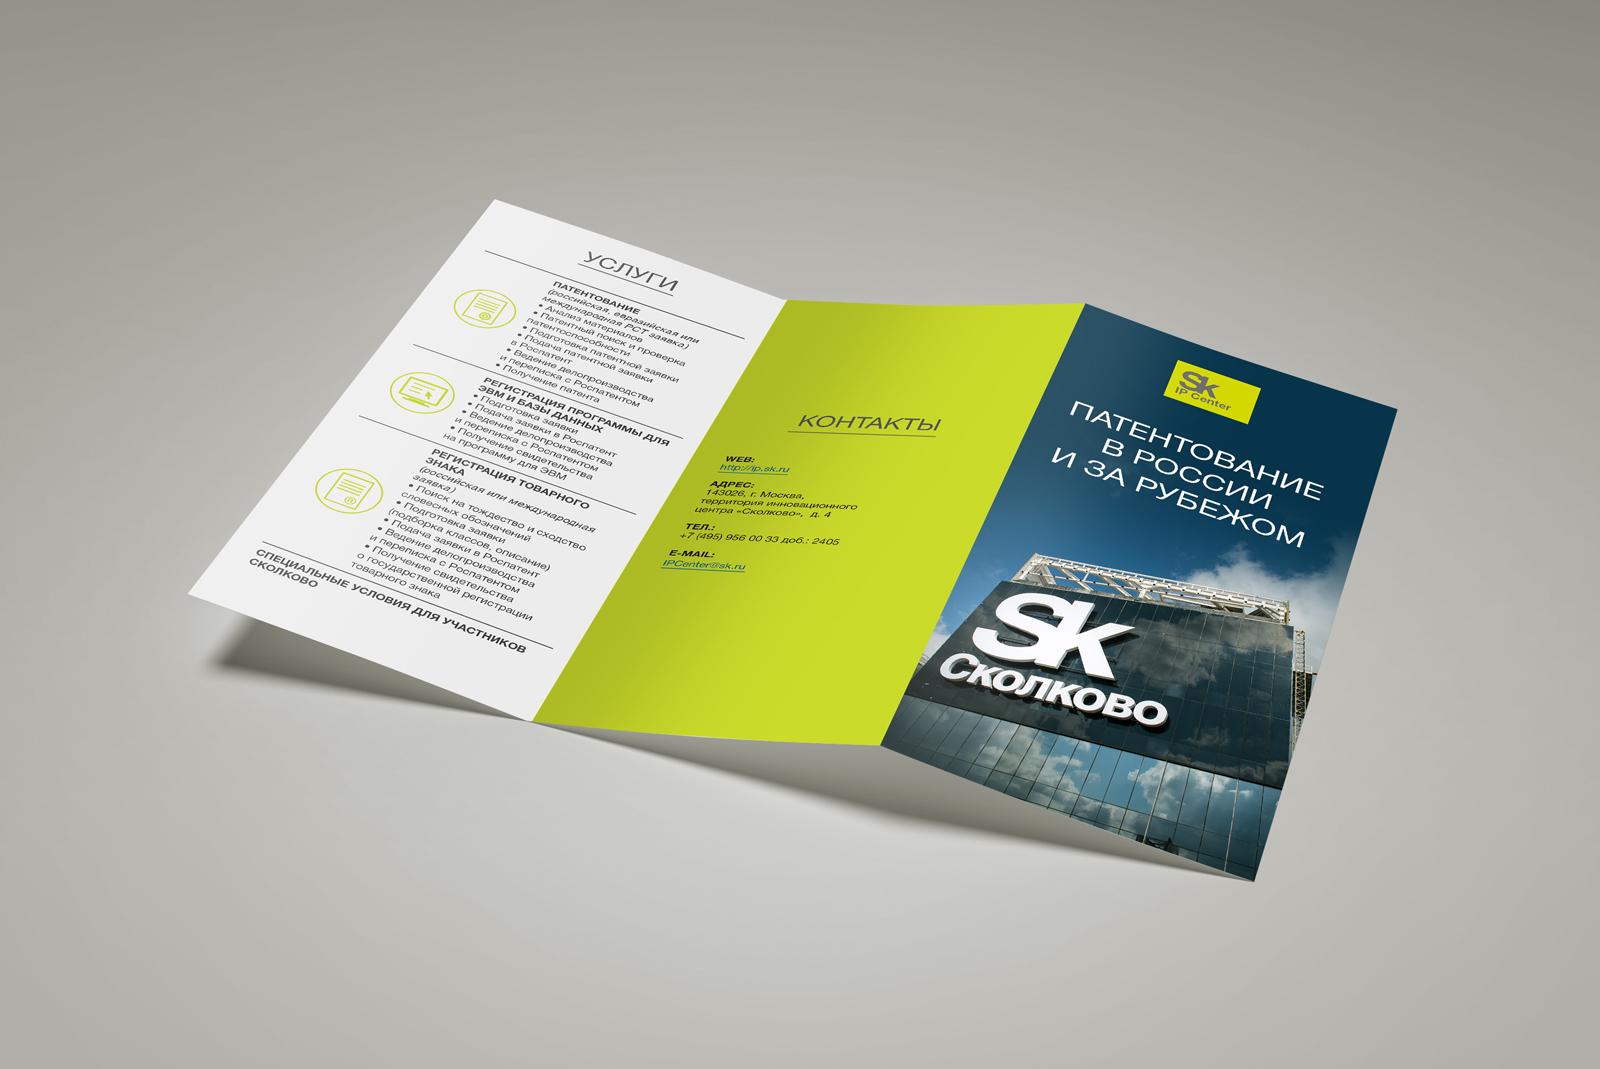 УСЛУГИ
ПАТЕНТОВАНИЕ
(российская, евразийская или
международная PCT заявка)
• Анализ материалов
• Патентный поиск и проверка
патентоспособности
• Подготовка патентной заявки
• Подача патентной заявки
в Роспатент
• Ведение делопроизводства
и переписка с Роспатентом
• Получение патента
РЕГИСТРАЦИЯ ПРОГРАММЫ ДЛЯ
ЭВМ И БАЗЫ ДАННЫХ
• Подготовка заявки
• Подача заявки в Роспатент
• Ведение делопроизводства
и переписка с Роспатентом
• Получение свидетельства
на программу для ЭВМ
РЕГИСТРАЦИЯ ТОВАРНОГО
ЗНАКА
(российская или международная
заявка)
• Поиск на тождество и сходство
словесных обозначений
• Подготовка заявки
(подборка классов, описание)
• Подача заявки в Роспатент
• Ведение делопроизводства
и переписка с Роспатентом
• Получение свидетельства
о государственной регистрации
товарного знака
СПЕЦИАЛЬНЫЕ УСЛОВИЯ ДЛЯ УЧАСТНИКОВ
СКОЛКОВО
КОНТАКТЫ
WEB:
http://ip.sk.ru
АДРЕС:
143026, г. Москва,
территория инновационного
центра «Сколково», д. 4
ТЕЛ.:
+7 (495) 956 00 33 доб.: 2405
E-MAIL:
IPCenter@sk.ru
Sk
IP Center
ПАТЕНТОВАНИЕ
В РОССИИ
И ЗА РУБЕЖОМ
Sk
Сколково